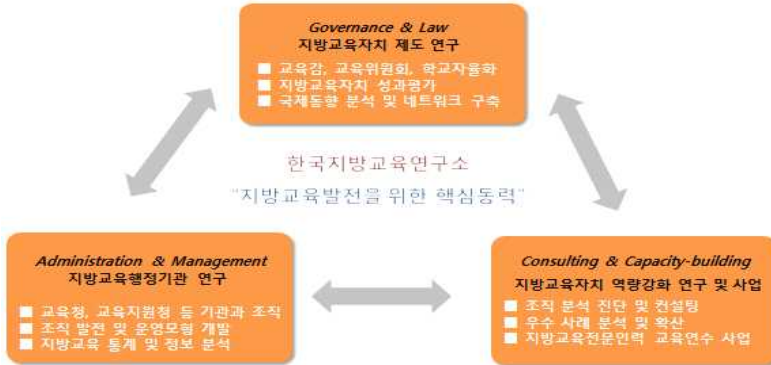 Governance & Law
지방교육자치 제도 연구
■ 교육감, 교육위원회, 학교자율화
■ 지방교육자치 성과평가
■ 국제동향 분석 및 네트워크 구축
한국지방교육연구소
"지방교육발전을 위한 핵심동력"
Administration & Management
지방교육행정기관 연구
■ 교육청, 교육지원청 등 기관과 조직
■ 조직 발전 및 운영모형 개발
■ 지방교육 통계 및 정보 분석
Consulting & Capacity-building
지방교육자치 역량강화 연구 및 사업
■ 조직 분석 진단 및 컨설팅
■ 우수 사례 분석 및 확산
■ 지방교육전문인력 교육연수 사업